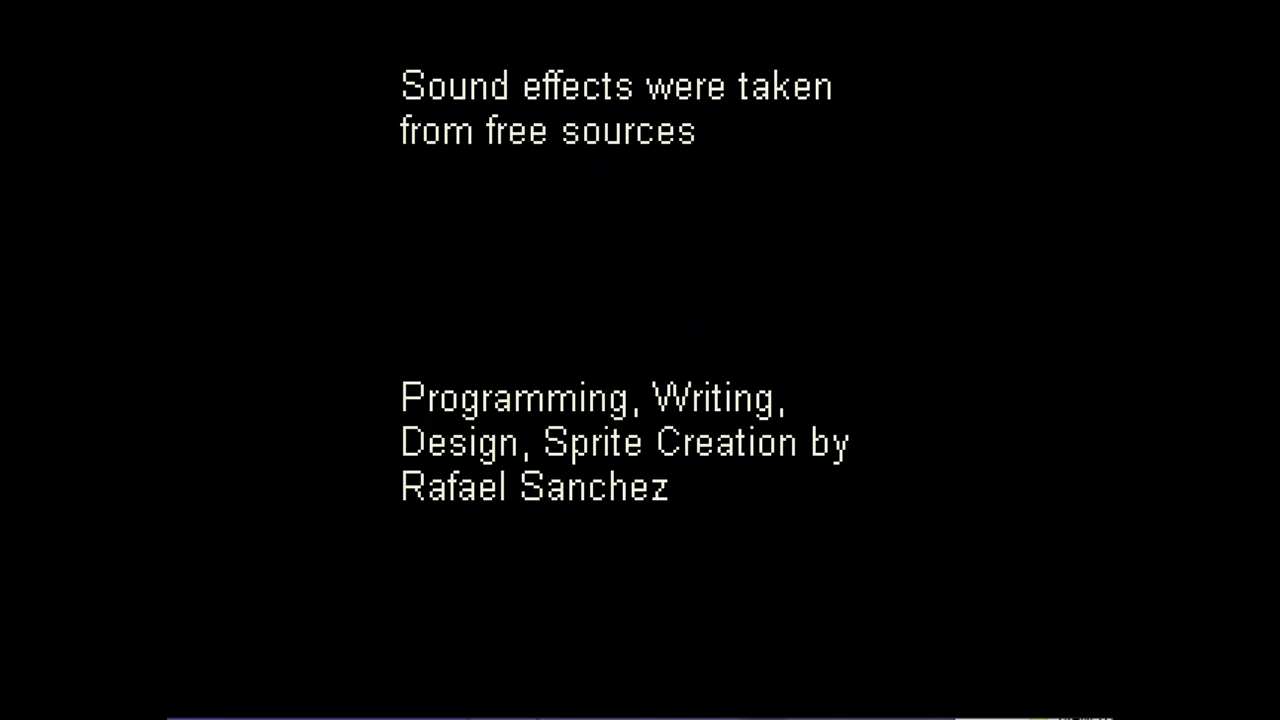 Sound effects were taken
from free sources
Programming, Writing,
Design, Sprite Creation by
Rafael Sanchez